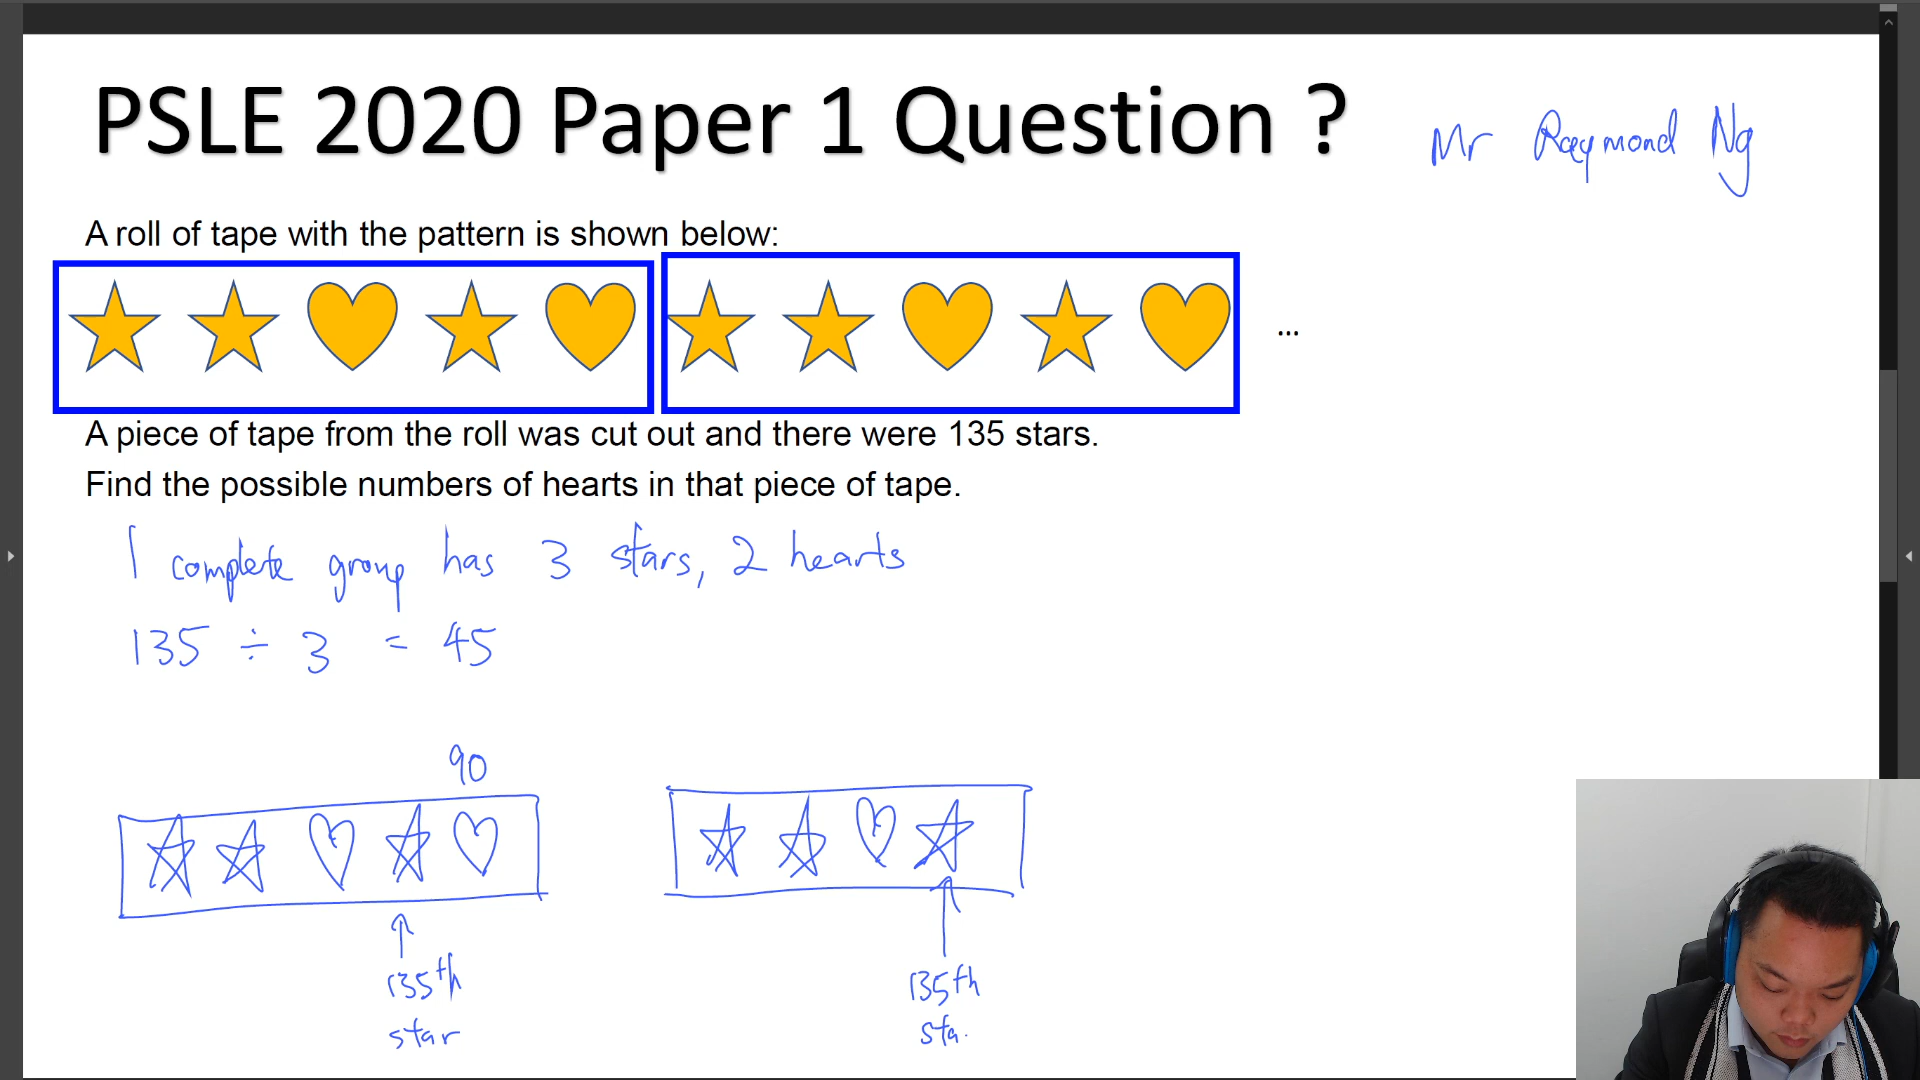 PSLE 2020 Paper 1 Question ?
Mr Raymond Ng
A roll of tape with the pattern is shown below:
...
A piece of tape from the roll was cut out and there were 135 stars.
Find the possible numbers of hearts in that piece of tape.
1 complete group has 3 stars, 2 hearts
135 ÷ 3 = 45
90
135th
star
135th
sta.